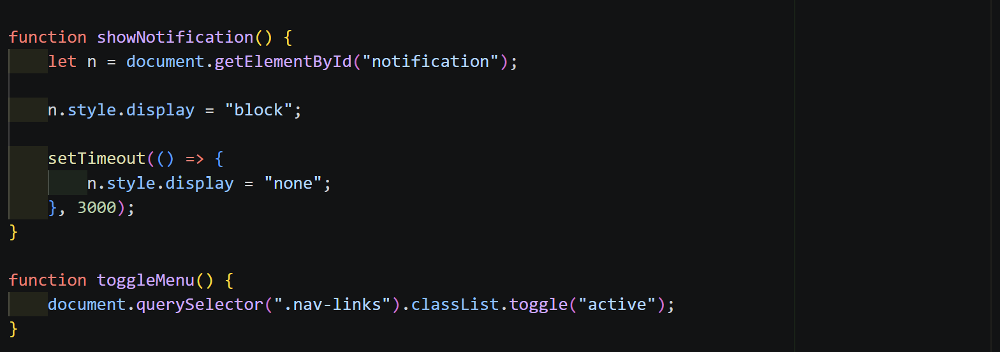 function showNotification() {
    let n = document.getElementById("notification");

    n.style.display = "block";

    setTimeout(() => {
        n.style.display = "none";
    }, 3000);
}

function toggleMenu() {
    document.querySelector(".nav-links").classList.toggle("active");
}